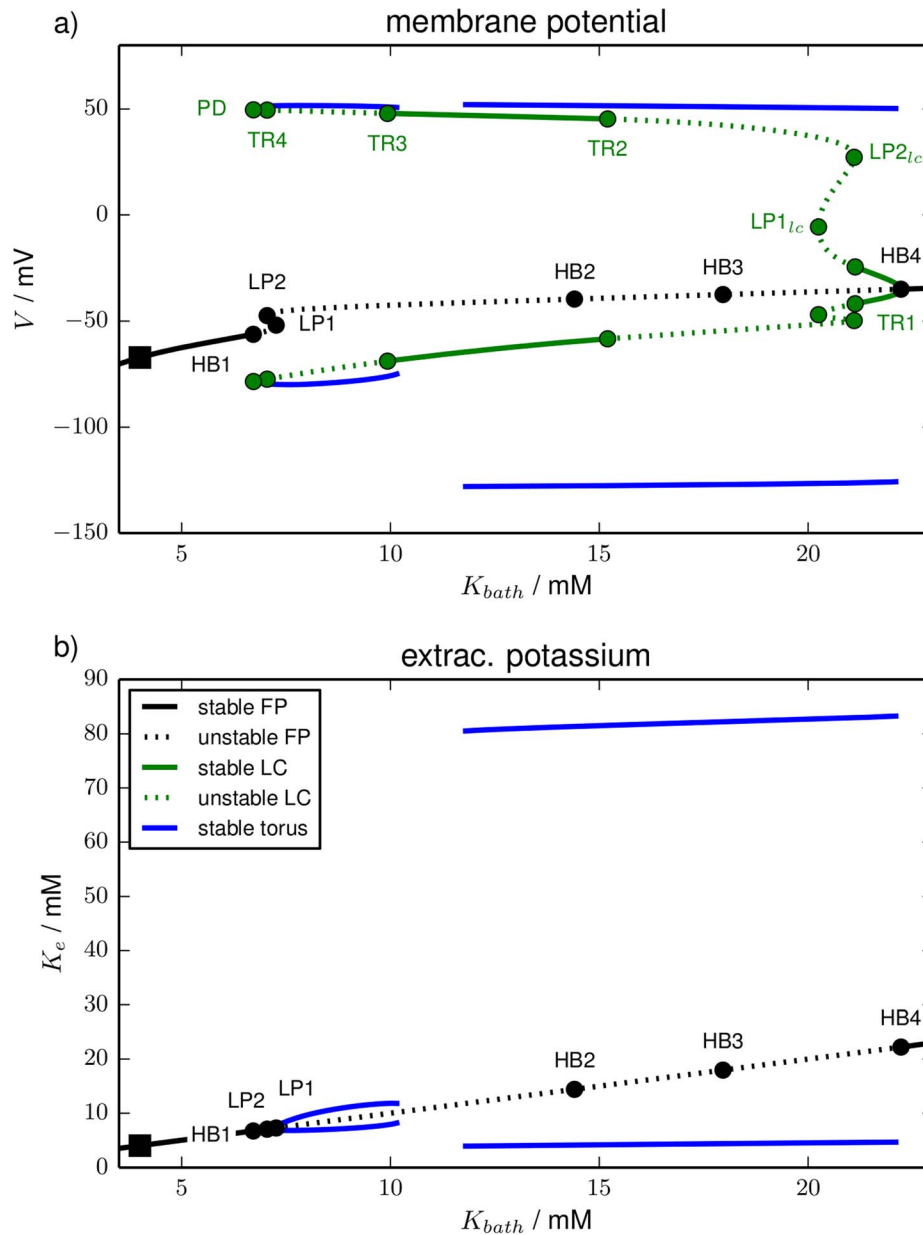 a)
membrane potential
50
0
−50
−100
−150
V / mV
PD
TR4
TR3
TR2
LP2lc
LP1lc
HB4
HB3
HB2
LP2
LP1
HB1
TR1
5
10
15
20
Kbath / mM
b)
extrac. potassium
90
80
70
60
50
40
30
20
10
0
Ke / mM
stable FP
unstable FP
stable LC
unstable LC
stable torus
HB4
HB3
HB2
LP1
LP2
HB1
5
10
15
20
Kbath / mM